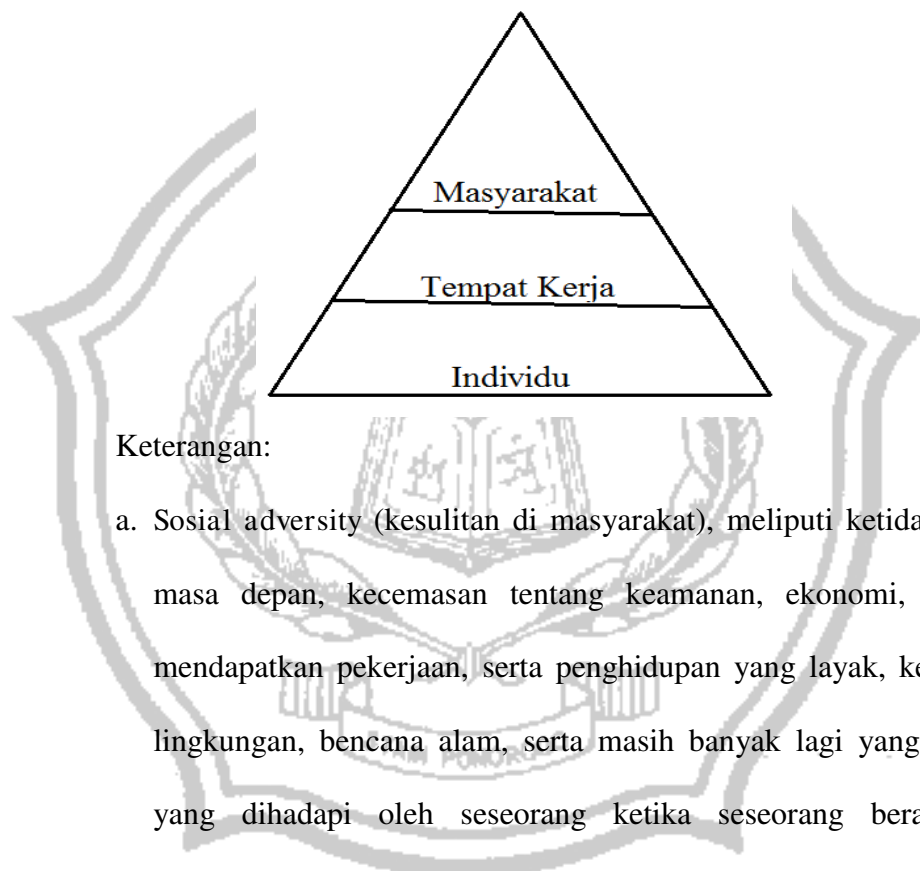 Masyarakat
Tempat Kerja
Individu
Keterangan:
a. Sosial adversity (kesulitan di masyarakat), meliputi
masa depan, kecemasan tentang keamanan, ekonomi,
mendapatkan pekerjaan, serta penghidupan yang layak,
lingkungan, bencana alam, serta masih banyak lagi yang
yang dihadapi oleh seseorang ketika seseorang